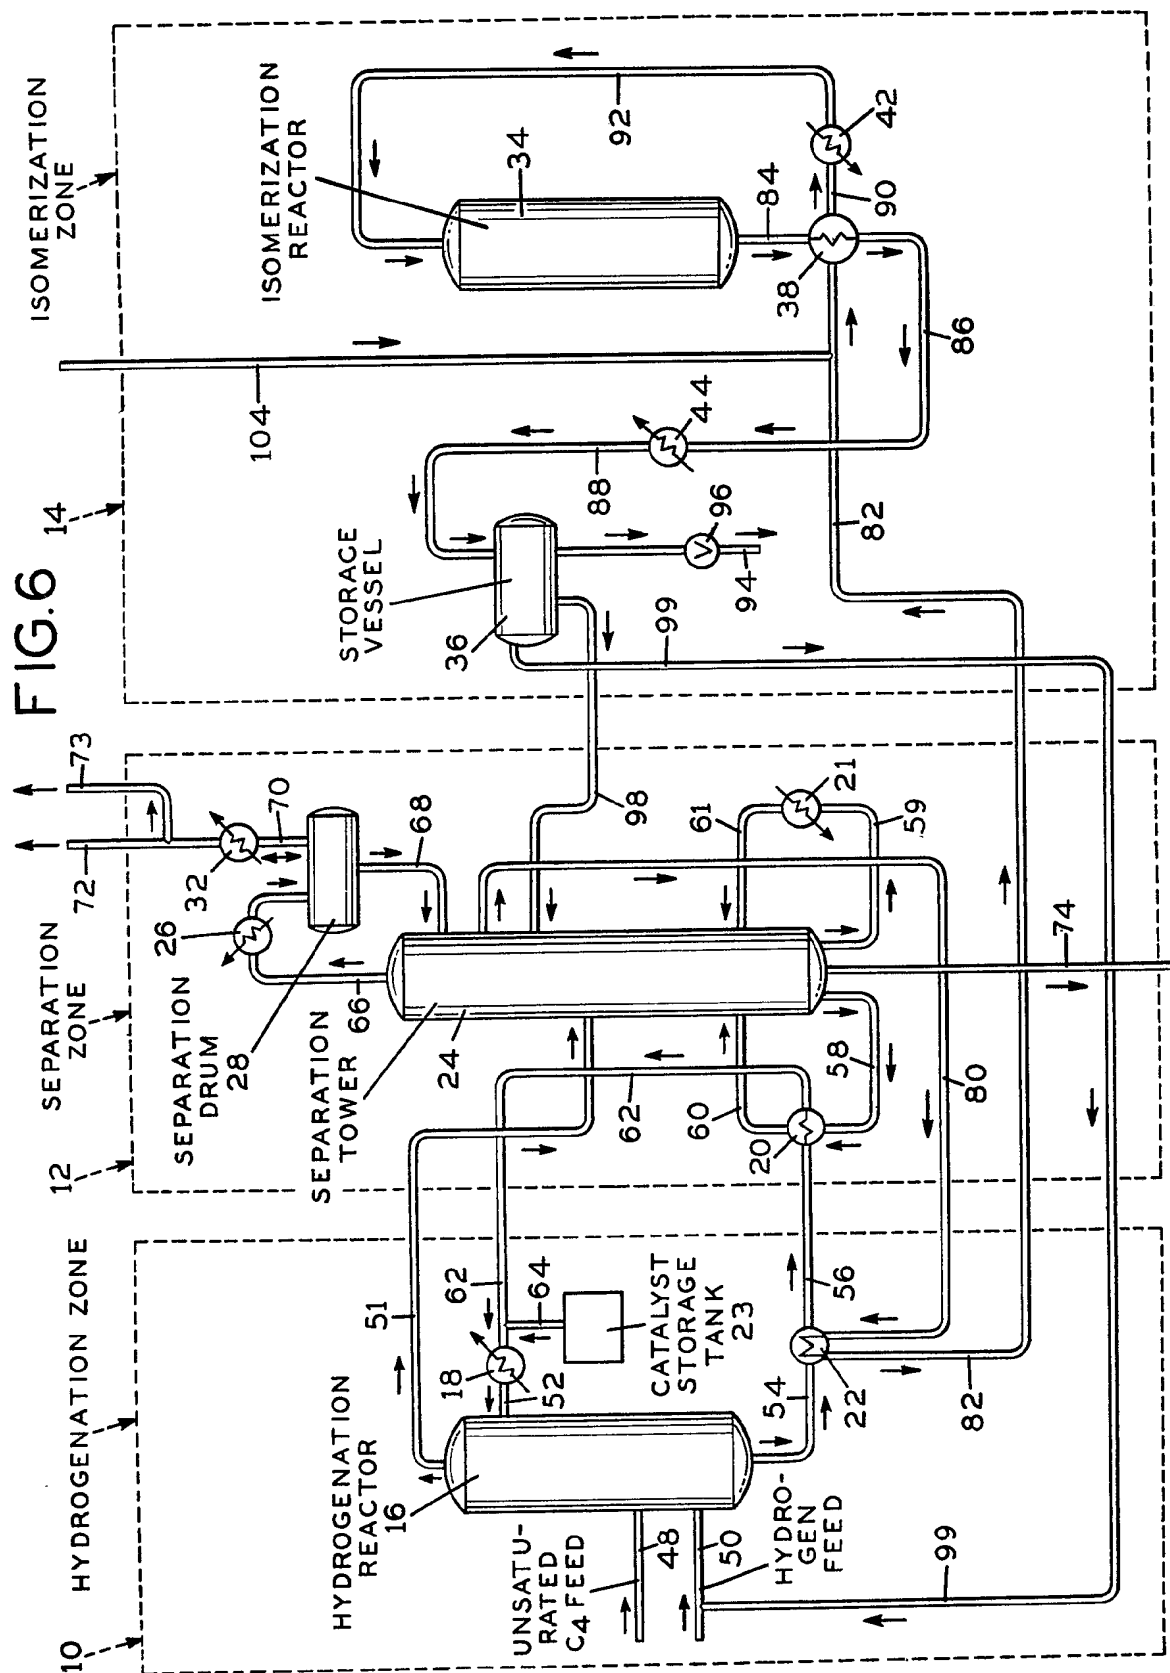 FIG.6
10
HYDROGENATION ZONE
12
SEPARATION
ZONE
14
ISOMERIZATION
ZONE
HYDROGENATION
REACTOR
16
UNSATU-
RATED
C4 FEED
48
50
HYDRO-
GEN
FEED
99
51
62
64
18
52
CATALYST
STORAGE
TANK
23
54
22
56
82
SEPARATION
DRUM
28
SEPARATION
TOWER
24
26
32
66
68
70
72
73
62
60
20
58
80
61
21
59
74
98
STORAGE
VESSEL
36
99
94
96
88
44
82
86
104
ISOMERIZATION
REACTOR
34
84
38
90
42
92